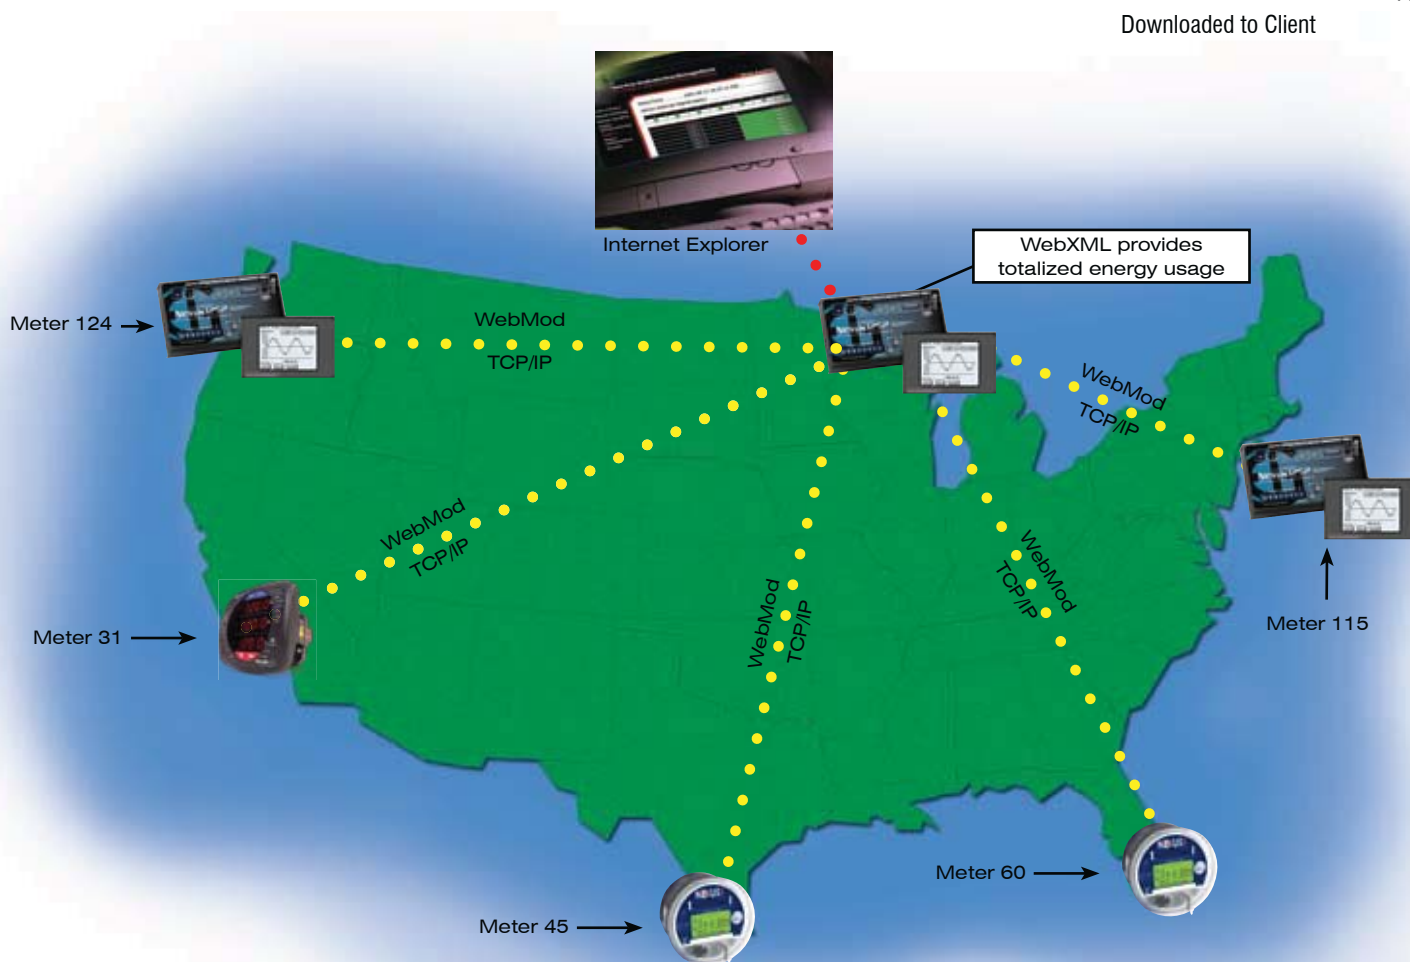 Downloaded to Client
Internet Explorer
WebXML provides
totalized energy usage
Meter 124
WebMod
TCP/IP
WebMod
TCP/IP
WebMod
TCP/IP
WebMod
TCP/IP
WebMod
TCP/IP
Meter 31
Meter 115
Meter 60
Meter 45